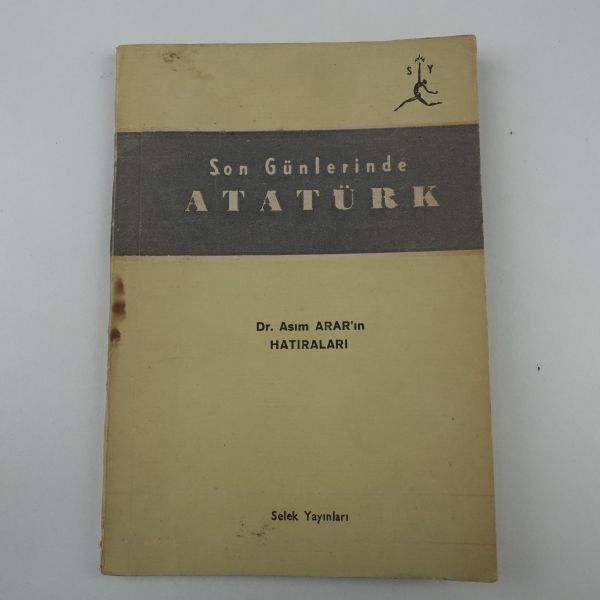 S Y
Son Günlerinde
ATATÜRK
Dr. Asım ARAR'ın
HATIRALARI
Selek Yayınları